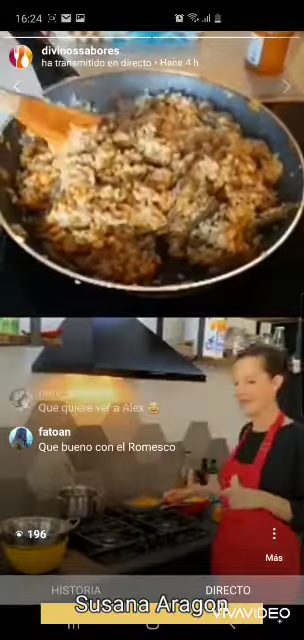 16:24
divinossabores
ha transmitido en directo • Hace 4 h
Que quiere ver a Alex 😂
fatoan
Que bueno con el Romesco
196
Más
HISTORIA
DIRECTO
Susana Aragon
VIVAVIDEO